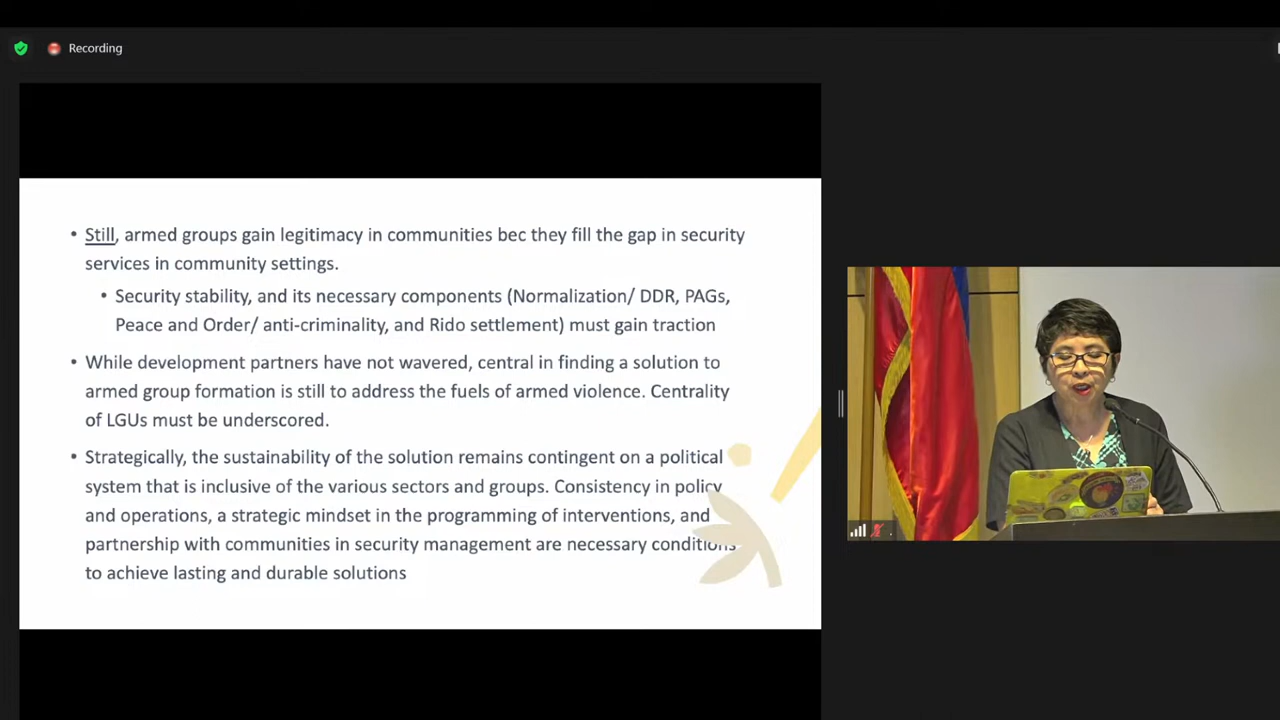 Recording
• Still, armed groups gain legitimacy in communities bec they fill the gap in security
services in community settings.
• Security stability, and its necessary components (Normalization/ DDR, PAGs,
Peace and Order/ anti-criminality, and Rido settlement) must gain traction
• While development partners have not wavered, central in finding a solution to
armed group formation is still to address the fuels of armed violence. Centrality
of LGUs must be underscored.
• Strategically, the sustainability of the solution remains contingent on a political
system that is inclusive of the various sectors and groups. Consistency in policy
and operations, a strategic mindset in the programming of interventions, and
partnership with communities in security management are necessary conditions
to achieve lasting and durable solutions